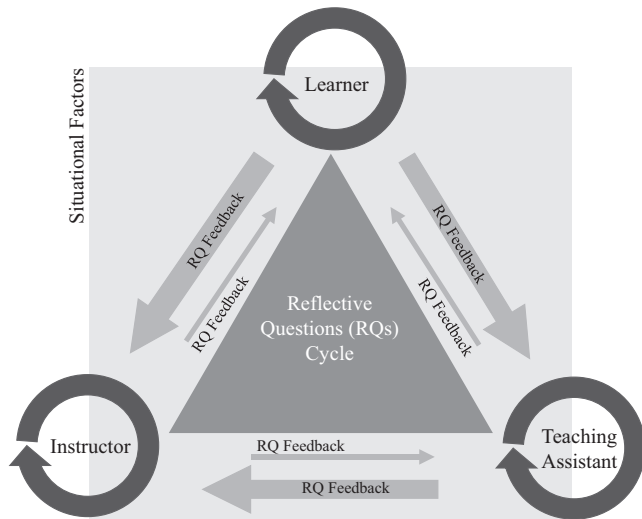 Situational Factors
Learner
RQ Feedback
RQ Feedback
RQ Feedback
RQ Feedback
Reflective
Questions (RQs)
Cycle
Instructor
Teaching
Assistant
RQ Feedback
RQ Feedback